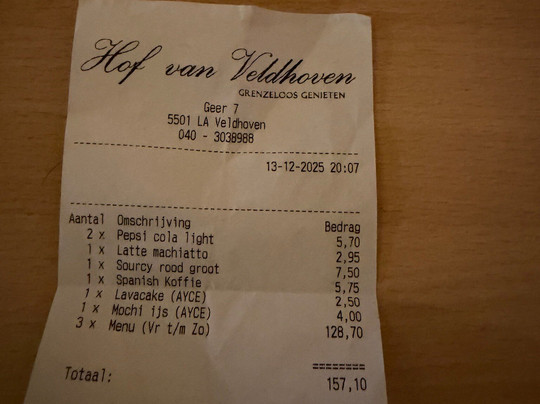 Hof van Veldhoven
GRENZELOOS GENIETEN
Geer 7
5501 LA Veldhoven
040 - 3038988
13-12-2025 20:07
Aantal Omschrijving Bedrag
2 x Pepsi cola light 5,70
1 x Latte machiatto 2,95
1 x Sourcy rood groot 7,50
1 x Spanish Koffie 5,75
1 x Lavacake (AYCE) 2,50
1 x Mochi ijs (AYCE) 4,00
3 x Menu (Vr t/m Zo) 128,70
========
Totaal: 157,10